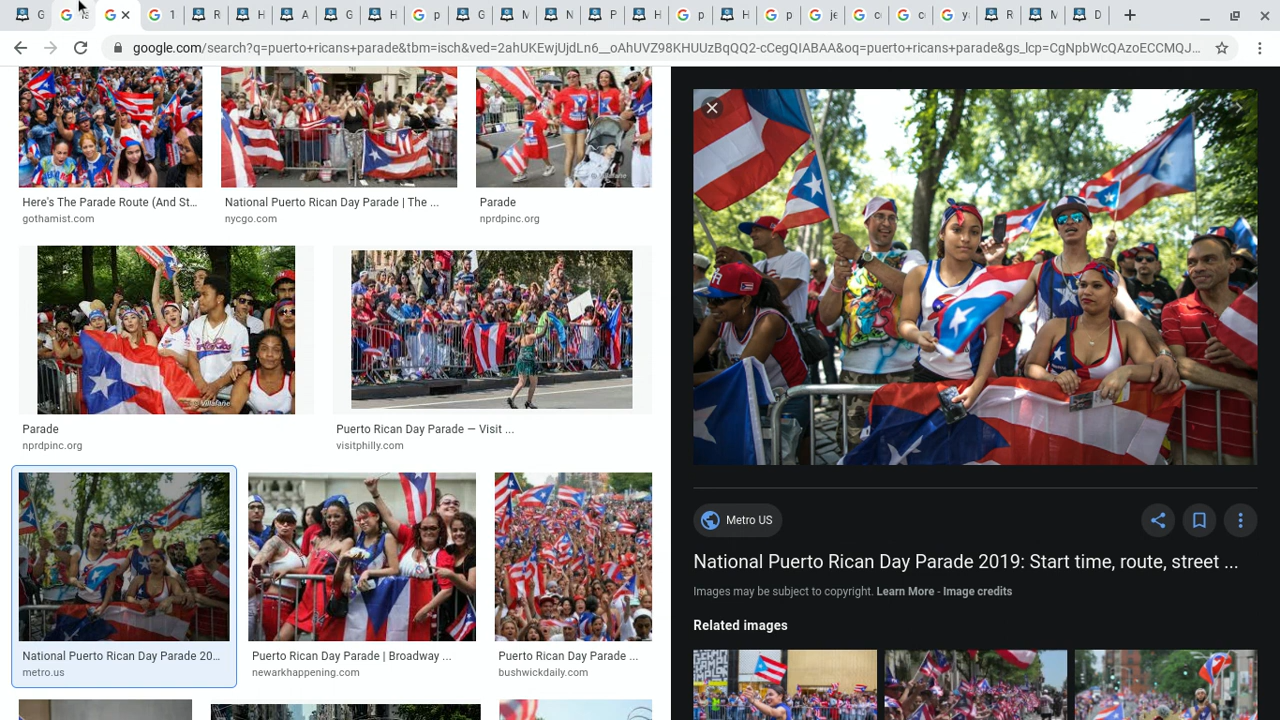 G
G
G
1
R
H
A
G
H
G
p
G
M
N
P
H
p
H
p
je
c
c
y
R
M
D
google.com/search?q=puerto+ricans+parade&tbm=isch&ved=2ahUKEwjUjdLn6__oAhUVZ98KHUUzBqQQ2-cCegQIABAA&oq=puerto+ricans+parade&gs_lcp=CgNpbWcQAzoECCMQJ...
Here's The Parade Route (And St...
gothamist.com
National Puerto Rican Day Parade | The ...
nycgo.com
Parade
nprdpinc.org
© Villafañe
Parade
nprdpinc.org
Puerto Rican Day Parade — Visit ...
visitphilly.com
National Puerto Rican Day Parade 20...
metro.us
Puerto Rican Day Parade | Broadway ...
newarkhappening.com
Puerto Rican Day Parade ...
bushwickdaily.com
Metro US
National Puerto Rican Day Parade 2019: Start time, route, street ...
Images may be subject to copyright. Learn More - Image credits
Related images